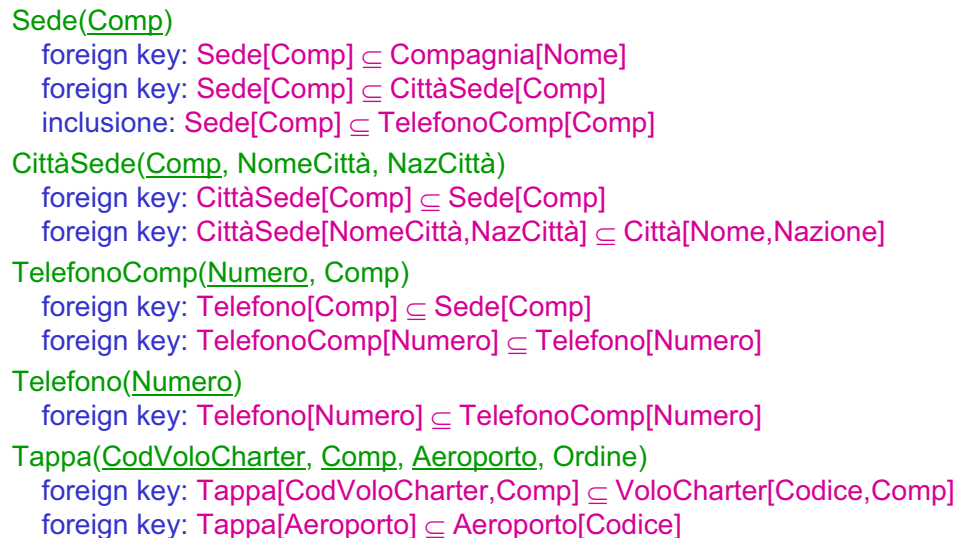 Sede(Comp)
foreign key: Sede[Comp] ⊆ Compagnia[Nome]
foreign key: Sede[Comp] ⊆ CittàSede[Comp]
inclusione: Sede[Comp] ⊆ TelefonoComp[Comp]
CittàSede(Comp, NomeCittà, NazCittà)
foreign key: CittàSede[Comp] ⊆ Sede[Comp]
foreign key: CittàSede[NomeCittà,NazCittà] ⊆ Città[Nome,Nazione]
TelefonoComp(Numero, Comp)
foreign key: Telefono[Comp] ⊆ Sede[Comp]
foreign key: TelefonoComp[Numero] ⊆ Telefono[Numero]
Telefono(Numero)
foreign key: Telefono[Numero] ⊆ TelefonoComp[Numero]
Tappa(CodVoloCharter, Comp, Aeroporto, Ordine)
foreign key: Tappa[CodVoloCharter,Comp] ⊆ VoloCharter[Codice,Comp]
foreign key: Tappa[Aeroporto] ⊆ Aeroporto[Codice]